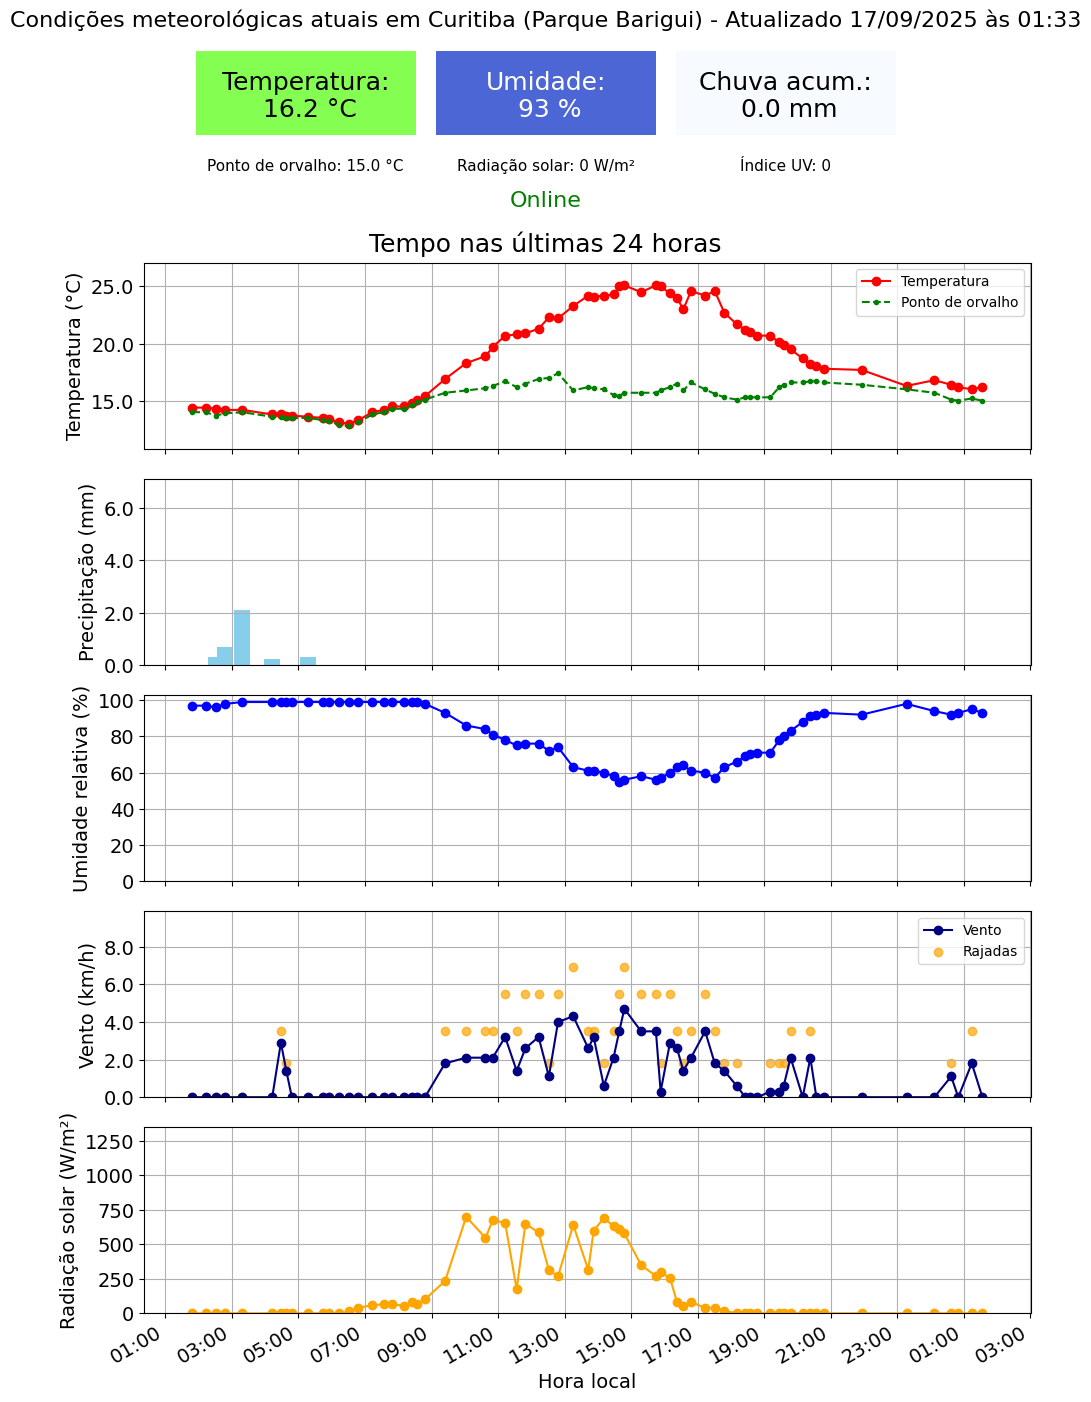 Condições meteorológicas atuais em Curitiba (Parque Barigui) - Atualizado 17/09/2025 às 01:33
Temperatura:
16.2 °C
Umidade:
93 %
Chuva acum.:
0.0 mm
Ponto de orvalho: 15.0 °C
Radiação solar: 0 W/m²
Índice UV: 0
Online
Tempo nas últimas 24 horas
Temperatura (°C)
25.0
20.0
15.0
Temperatura
Ponto de orvalho
Precipitação (mm)
6.0
4.0
2.0
0.0
Umidade relativa (%)
100
80
60
40
20
0
Vento (km/h)
8.0
6.0
4.0
2.0
0.0
Vento
Rajadas
Radiação solar (W/m²)
1250
1000
750
500
250
0
01:00
03:00
05:00
07:00
09:00
11:00
13:00
15:00
17:00
19:00
21:00
23:00
01:00
03:00
Hora local